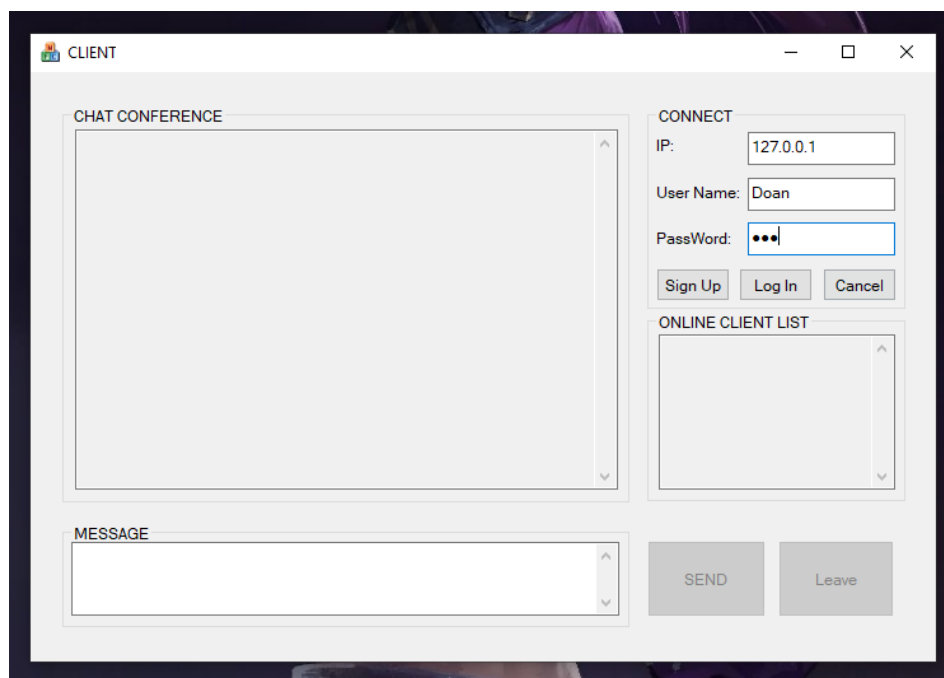 CLIENT
CHAT CONFERENCE
CONNECT
IP:
127.0.0.1
User Name:
Doan
PassWord:
●●●
Sign Up
Log In
Cancel
ONLINE CLIENT LIST
MESSAGE
SEND
Leave